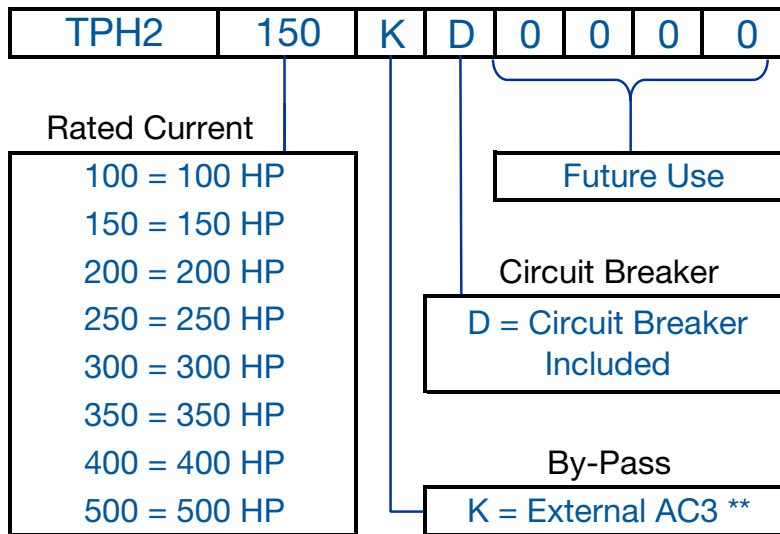 TPH2 150 K D 0 0 0 0
Rated Current
100 = 100 HP
150 = 150 HP
200 = 200 HP
250 = 250 HP
300 = 300 HP
350 = 350 HP
400 = 400 HP
500 = 500 HP
Future Use
Circuit Breaker
D = Circuit Breaker
Included
By-Pass
K = External AC3 **